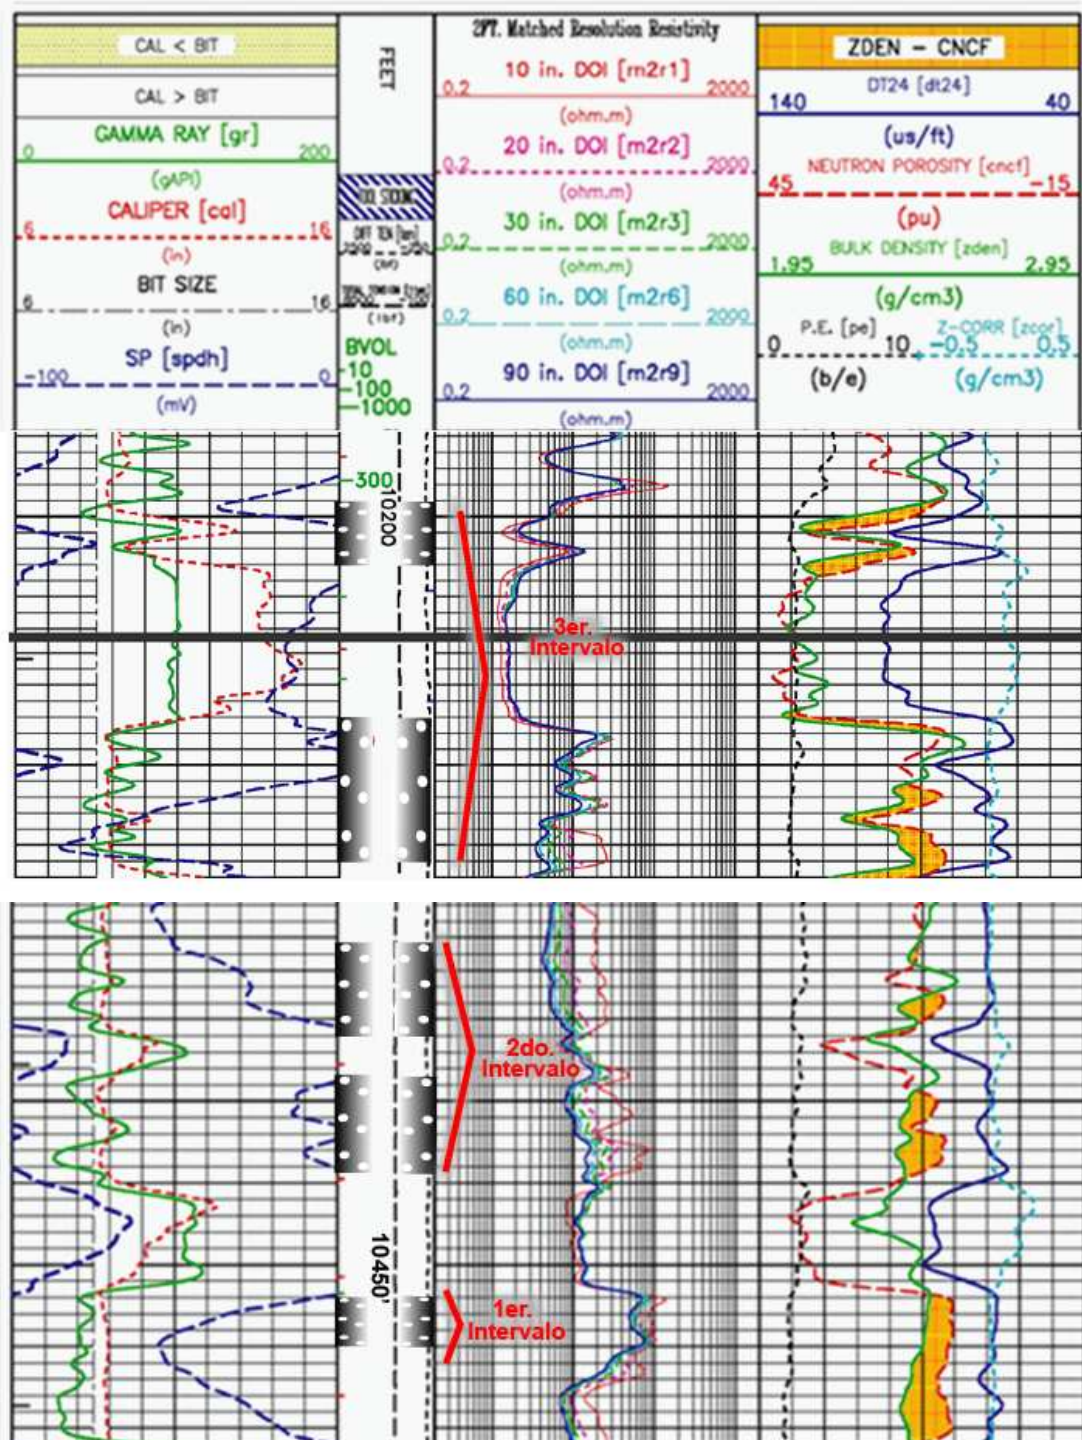 CAL < BIT
CAL > BIT
GAMMA RAY [gr]
0 200
(gAPI)
CALIPER [cal]
6 16
(in)
BIT SIZE
6 16
(in)
SP [spdh]
-100 0
(mV)
FEET
(lbf)
BVOL
-10
-100
-1000
2FT. Matched Resolution Resistivity
10 in. DOI [m2r1]
0.2 2000
(ohm.m)
20 in. DOI [m2r2]
0.2 2000
(ohm.m)
30 in. DOI [m2r3]
0.2 2000
(ohm.m)
60 in. DOI [m2r6]
0.2 2000
(ohm.m)
90 in. DOI [m2r9]
0.2 2000
(ohm.m)
ZDEN - CNCF
DT24 [dt24]
140 40
(us/ft)
NEUTRON POROSITY [cncf]
45 -15
(pu)
BULK DENSITY [zden]
1.95 2.95
(g/cm3)
P.E. [pe] Z-CORR [zcor]
0 10 -0.5 0.5
(b/e) (g/cm3)
-300
10200
3er.
Intervalo
2do.
Intervalo
10450'
1er.
Intervalo